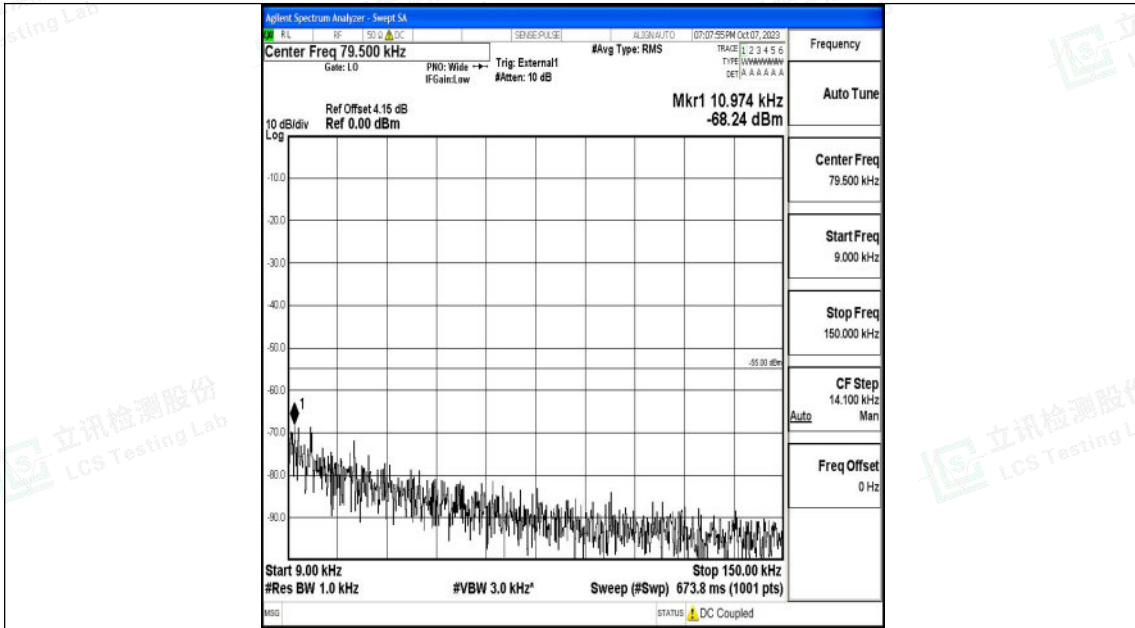 Agilent Spectrum Analyzer - Swept SA
RL RF 50 Ω DC SENSE:PULSE ALIGN AUTO 07:07:55 PM Oct 07, 2023
Center Freq 79.500 kHz
Gate: LO
PNO: Wide
IFGain:Low
Trig: External1
#Atten: 10 dB
#Avg Type: RMS
TRACE 1 2 3 4 5 6
TYPE
DET A A A A A A
Frequency
Auto Tune
Mkr1 10.974 kHz
-68.24 dBm
Ref Offset 4.15 dB
10 dB/div Ref 0.00 dBm
Log
-10.0
-20.0
-30.0
-40.0
-50.0
-55.00 dBm
-60.0
1
-70.0
-80.0
-90.0
Center Freq
79.500 kHz
Start Freq
9.000 kHz
Stop Freq
150.000 kHz
CF Step
14.100 kHz
Auto Man
Freq Offset
0 Hz
Start 9.00 kHz Stop 150.00 kHz
#Res BW 1.0 kHz #VBW 3.0 kHz* Sweep (#Swp) 673.8 ms (1001 pts)
MSG STATUS DC Coupled
sting Lab
立
立讯检测股份
LCS Testing Lab
立讯检测股份
LCS Testing L